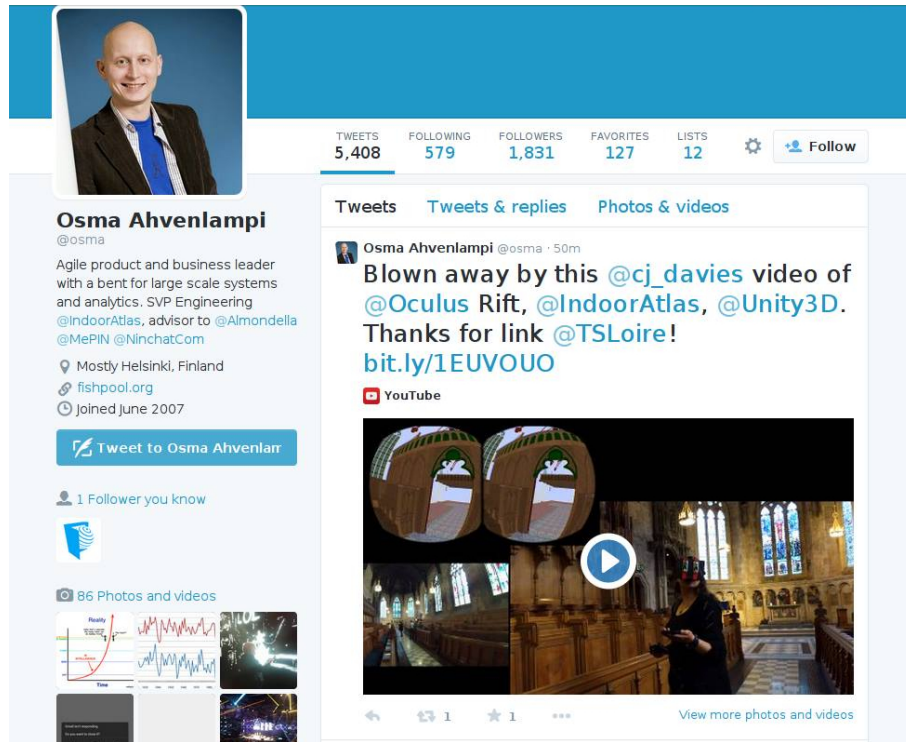 TWEETS
5,408
FOLLOWING
579
FOLLOWERS
1,831
FAVORITES
127
LISTS
12
Follow
Osma Ahvenlampi
@osma
Agile product and business leader
with a bent for large scale systems
and analytics. SVP Engineering
@IndoorAtlas, advisor to @Almondella
@MePIN @NinchatCom
Mostly Helsinki, Finland
fishpool.org
Joined June 2007
Tweet to Osma Ahvenlam
1 Follower you know
86 Photos and videos
Reality
Time
Tweets Tweets & replies Photos & videos
Osma Ahvenlampi @osma · 50m
Blown away by this @cj_davies video of
@Oculus Rift, @IndoorAtlas, @Unity3D.
Thanks for link @TSLoire!
bit.ly/1EUVOUO
YouTube
1 1
View more photos and videos